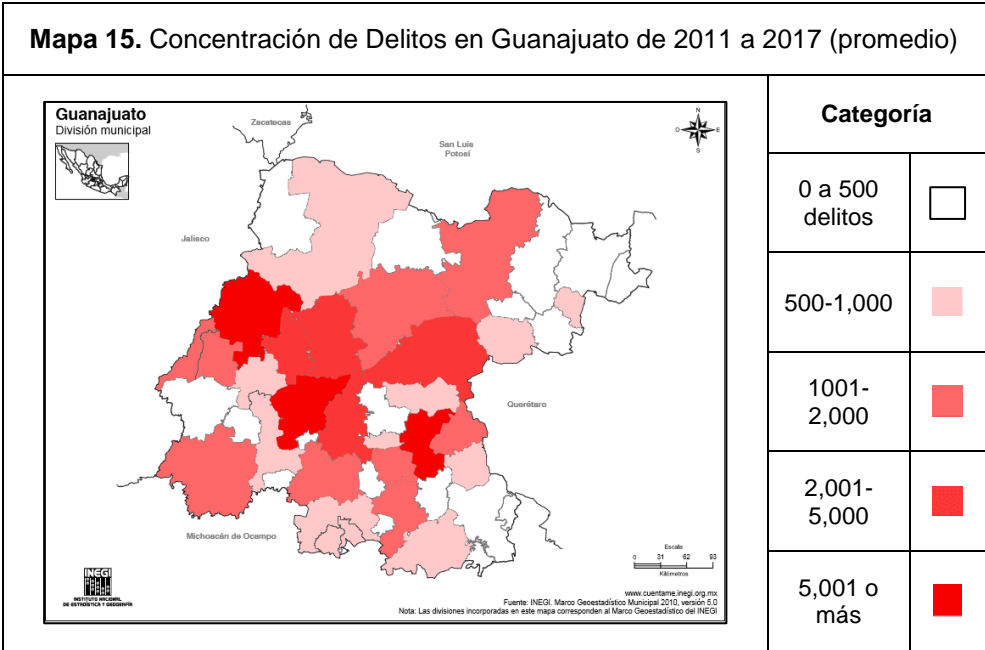 Mapa 15. Concentración de Delitos en Guanajuato de 2011 a 2017 (promedio)
Guanajuato
División municipal
Zacatecas
San Luis
Potosí
N
O
E
S
Jalisco
Querétaro
Michoacán de Ocampo
Escala
0 31 62 93
Kilómetros
INEGI
INSTITUTO NACIONAL
DE ESTADÍSTICA Y GEOGRAFÍA
www.cuentame.inegi.org.mx
Fuente: INEGI. Marco Geoestadístico Municipal 2010, versión 5.0
Nota: Las divisiones incorporadas en este mapa corresponden al Marco Geoestadístico del INEGI
Categoría
0 a 500
delitos
500-1,000
1001-
2,000
2,001-
5,000
5,001 o
más